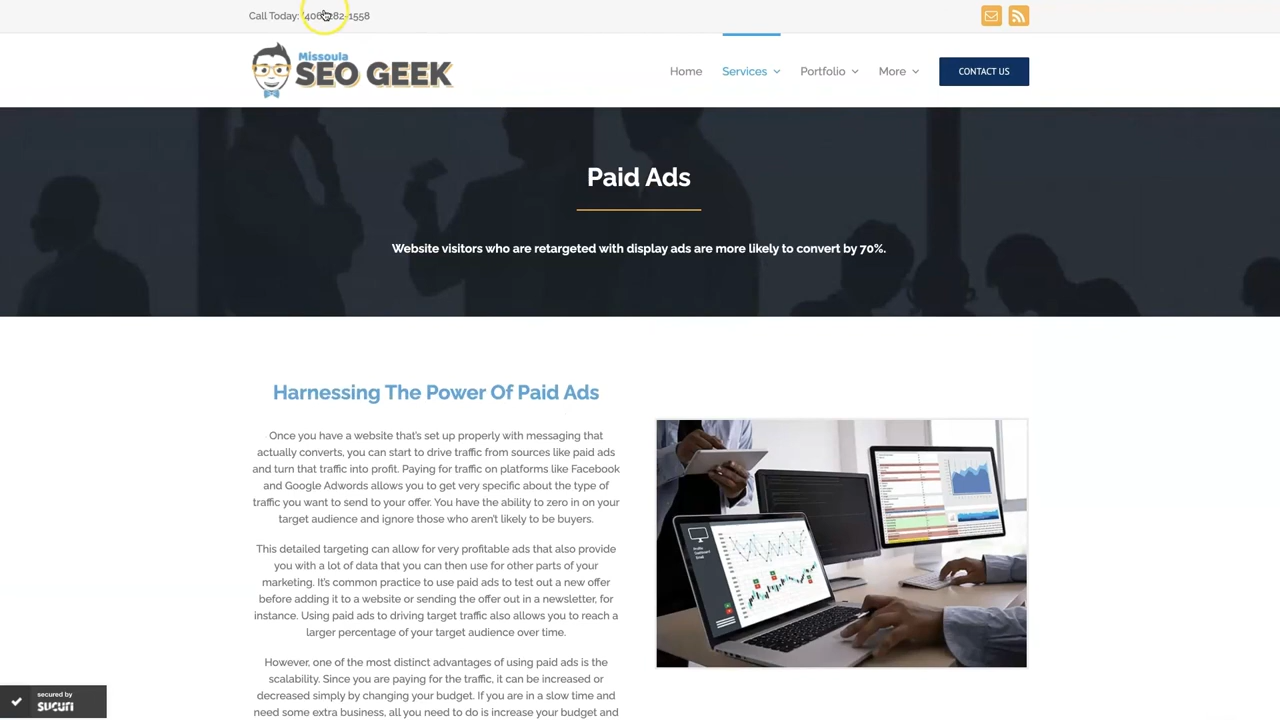 Call Today: (406) 282-1558
Missoula
SEO GEEK
Home
Services
Portfolio
More
CONTACT US
Paid Ads
Website visitors who are retargeted with display ads are more likely to convert by 70%.
Harnessing The Power Of Paid Ads
Once you have a website that's set up properly with messaging that
actually converts, you can start to drive traffic from sources like paid ads
and turn that traffic into profit. Paying for traffic on platforms like Facebook
and Google Adwords allows you to get very specific about the type of
traffic you want to send to your offer. You have the ability to zero in on your
target audience and ignore those who aren't likely to be buyers.
This detailed targeting can allow for very profitable ads that also provide
you with a lot of data that you can then use for other parts of your
marketing. It's common practice to use paid ads to test out a new offer
before adding it to a website or sending the offer out in a newsletter, for
instance. Using paid ads to driving target traffic also allows you to reach a
larger percentage of your target audience over time.
However, one of the most distinct advantages of using paid ads is the
scalability. Since you are paying for the traffic, it can be increased or
decreased simply by changing your budget. If you are in a slow time and
need some extra business, all you need to do is increase your budget and
secured by
sucuri